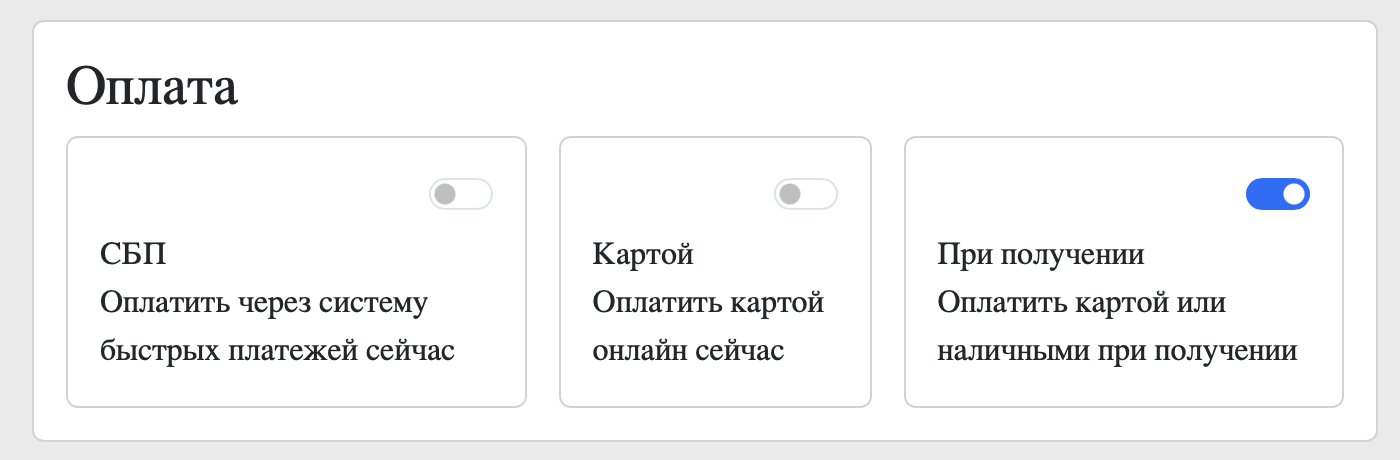 Оплата
СБП
Оплатить через систему
быстрых платежей сейчас
Картой
Оплатить картой
онлайн сейчас
При получении
Оплатить картой или
наличными при получении